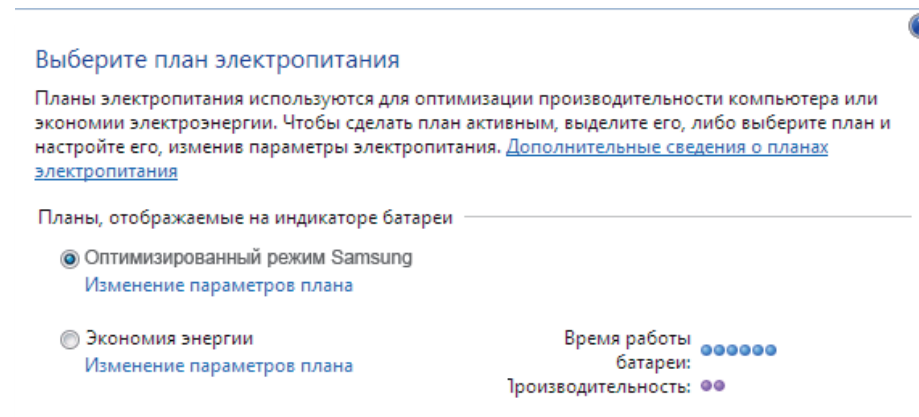 Выберите план электропитания
Планы электропитания используются для оптимизации производительности компьютера или
экономии электроэнергии. Чтобы сделать план активным, выделите его, либо выберите план и
настройте его, изменив параметры электропитания. Дополнительные сведения о планах
электропитания
Планы, отображаемые на индикаторе батареи
Оптимизированный режим Samsung
Изменение параметров плана
Экономия энергии
Время работы
батареи:
Изменение параметров плана
Производительность: